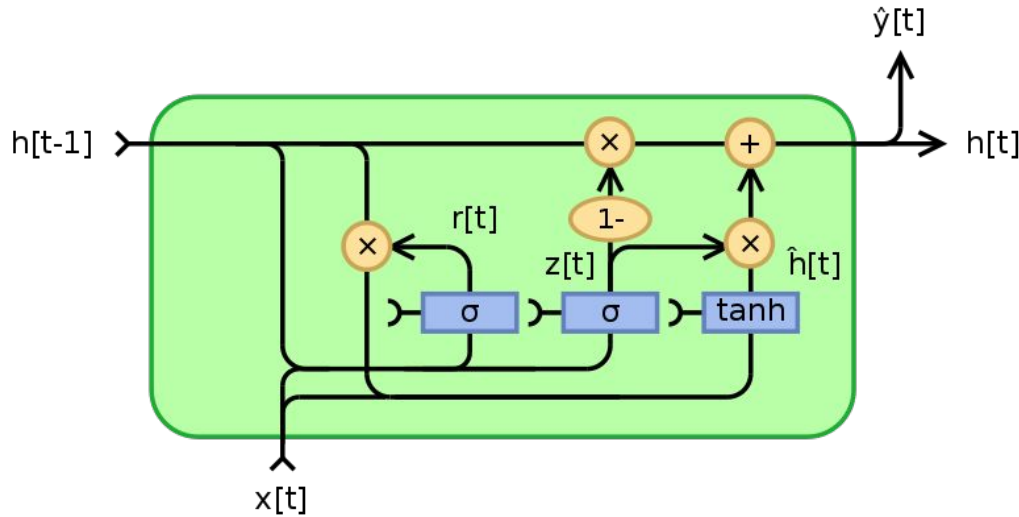 ŷ[t]
h[t-1]
×
+
h[t]
1-
r[t]
×
×
z[t]
ĥ[t]
σ
σ
tanh
x[t]